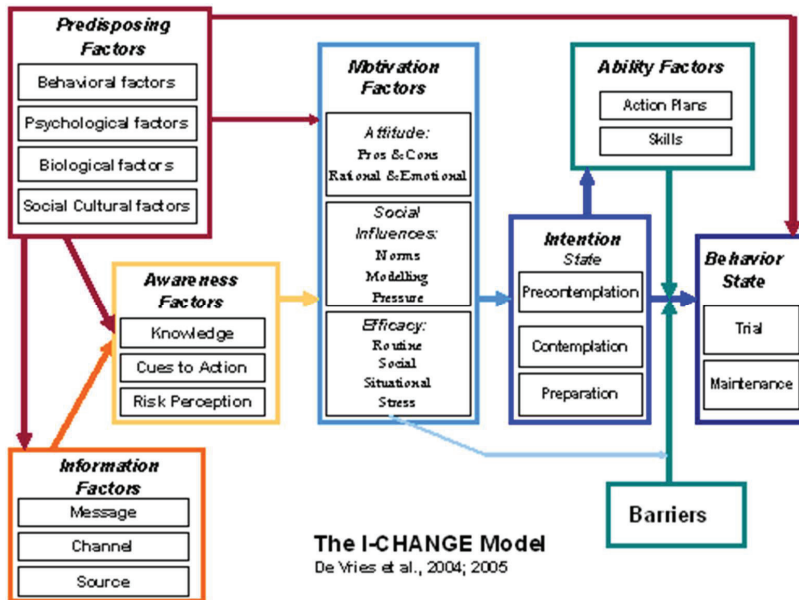 Predisposing
Factors
Behavioral factors
Psychological factors
Biological factors
Social Cultural factors
Awareness
Factors
Knowledge
Cues to Action
Risk Perception
Information
Factors
Message
Channel
Source
Motivation
Factors
Attitude:
Pros & Cons
Rational & Emotional
Social
Influences:
Norms
Modelling
Pressure
Efficacy:
Routine
Social
Situational
Stress
Ability Factors
Action Plans
Skills
Intention
State
Precontemplation
Contemplation
Preparation
Behavior
State
Trial
Maintenance
Barriers
The I-CHANGE Model
De Vries et al., 2004; 2005